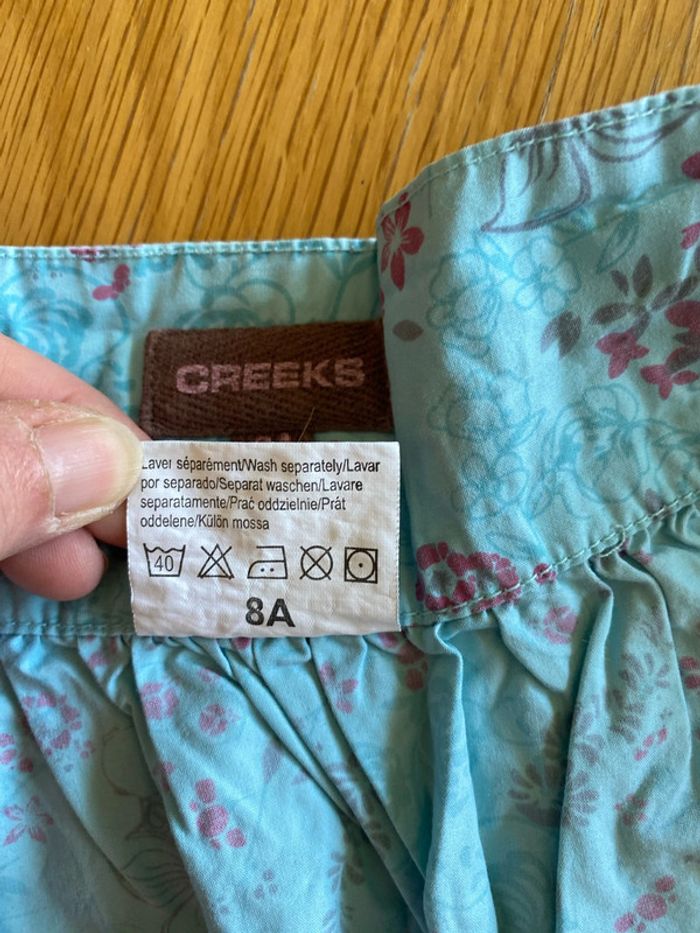 CREEKS
Laver séparément/Wash separately/Lavar
por separado/Separat waschen/Lavare
separatamente/Prać oddzielnie/Prát
oddelene/Külön mossa
40
8A